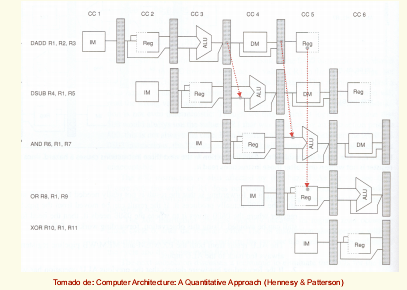 CC 1 CC 2 CC 3 CC 4 CC 5 CC 6
DADD R1, R2, R3 IM Reg ALU DM Reg
DSUB R4, R1, R5 IM Reg ALU DM Reg
AND R6, R1, R7 IM Reg ALU DM
OR R8, R1, R9 IM Reg ALU
XOR R10, R1, R11 IM Reg
Tomado de: Computer Architecture: A Quantitative Approach (Hennesy & Patterson)